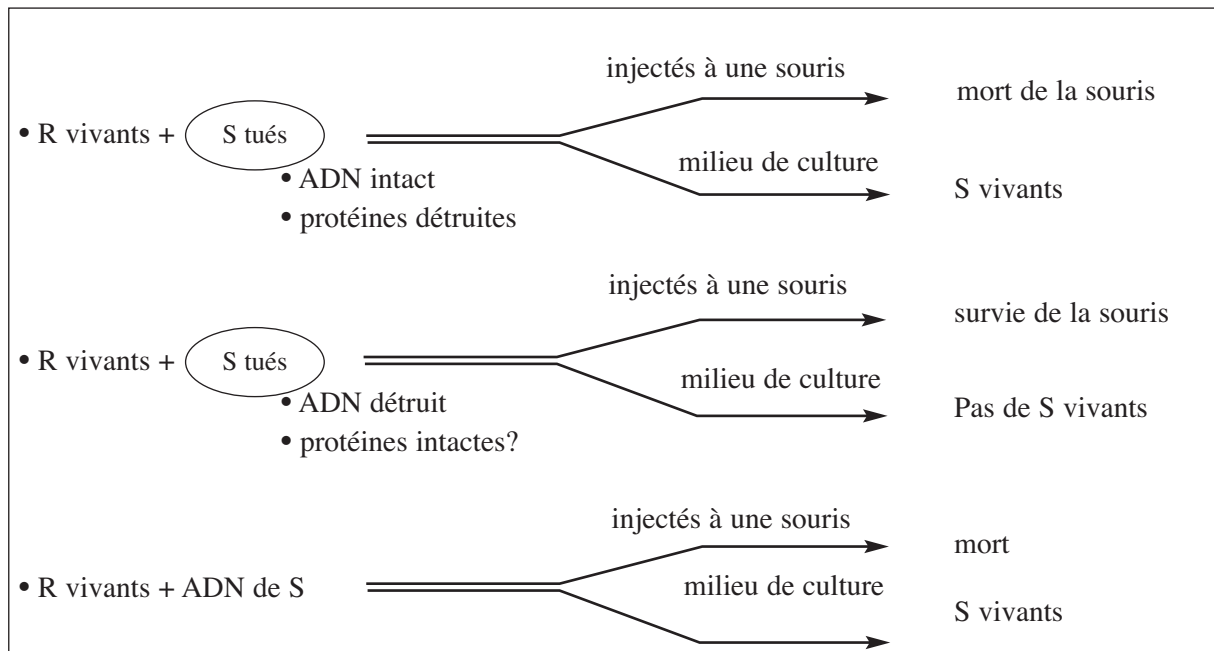 injectés à une souris
mort de la souris
• R vivants + S tués
milieu de culture
• ADN intact
S vivants
• protéines détruites
injectés à une souris
survie de la souris
• R vivants + S tués
milieu de culture
• ADN détruit
Pas de S vivants
• protéines intactes?
injectés à une souris
mort
• R vivants + ADN de S
milieu de culture
S vivants